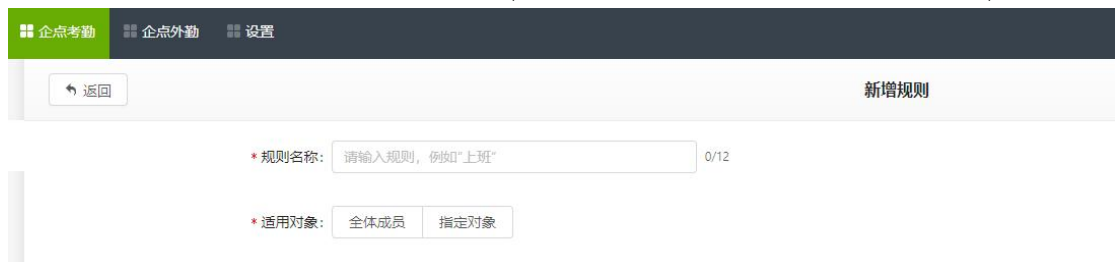 企点考勤 企点外勤 设置
返回 新增规则
* 规则名称： 请输入规则，例如"上班" 0/12
* 适用对象： 全体成员 指定对象